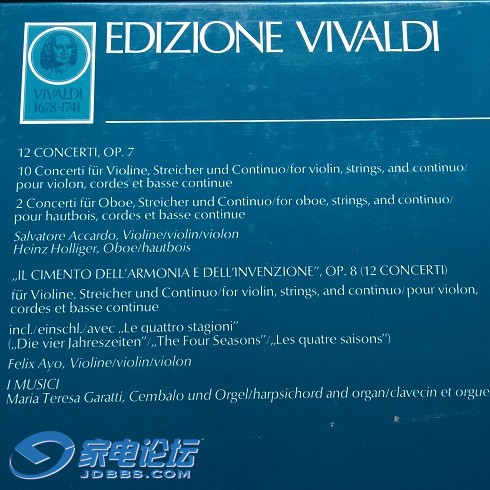 EDIZIONE VIVALDI
VIVALDI
1678-1741
12 CONCERTI, OP. 7
10 Concerti für Violine, Streicher und Continuo/for violin, strings, and continuo/
pour violon, cordes et basse continue
2 Concerti für Oboe, Streicher und Continuo/for oboe, strings, and continuo/
pour hautbois, cordes et basse continue
Salvatore Accardo, Violine/violin/violon
Heinz Holliger, Oboe/hautbois
„IL CIMENTO DELL'ARMONIA E DELL'INVENZIONE", OP. 8 (12 CONCERTI)
für Violine, Streicher und Continuo/for violin, strings, and continuo/pour violon,
cordes et basse continue
incl./einschl./avec „Le quattro stagioni"
(„Die vier Jahreszeiten"/„The Four Seasons"/„Les quatre saisons")
Felix Ayo, Violine/violin/violon
I MUSICI
Maria Teresa Garatti, Cembalo und Orgel/harpsichord and organ/clavecin et orgue
家电论坛
JDBBS.COM